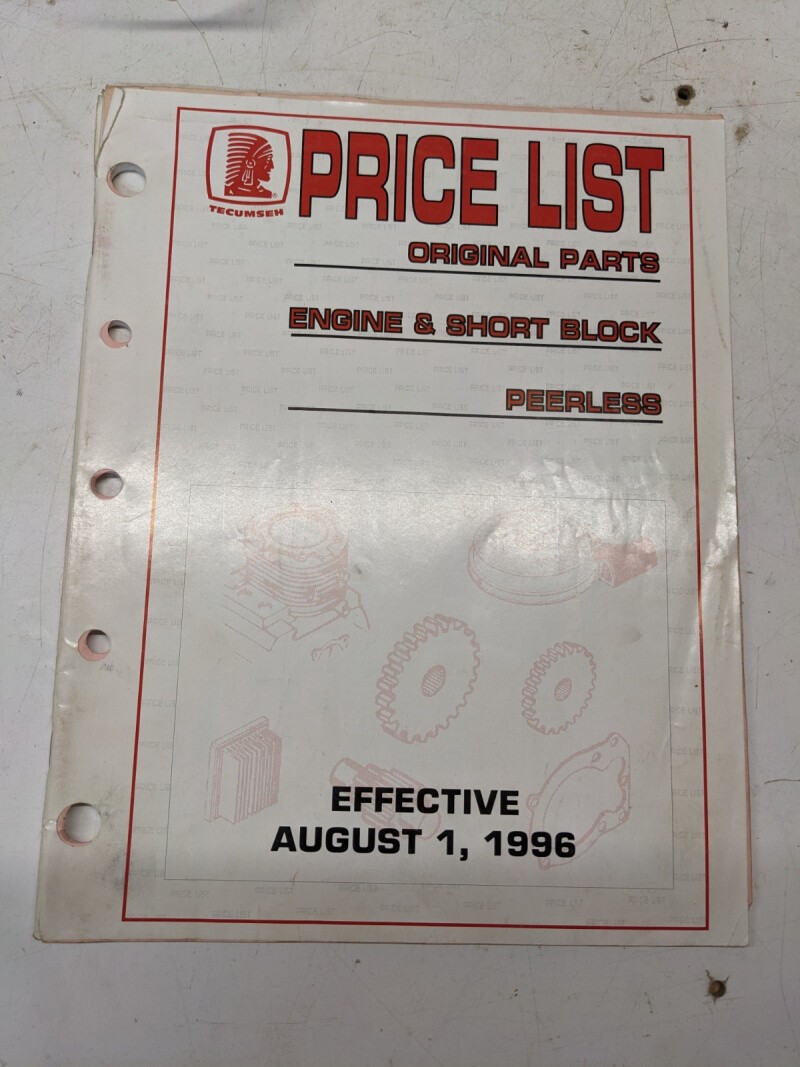 PRICE LIST
TECUMSEH
ORIGINAL PARTS
ENGINE & SHORT BLOCK
PEERLESS
EFFECTIVE
AUGUST 1, 1996